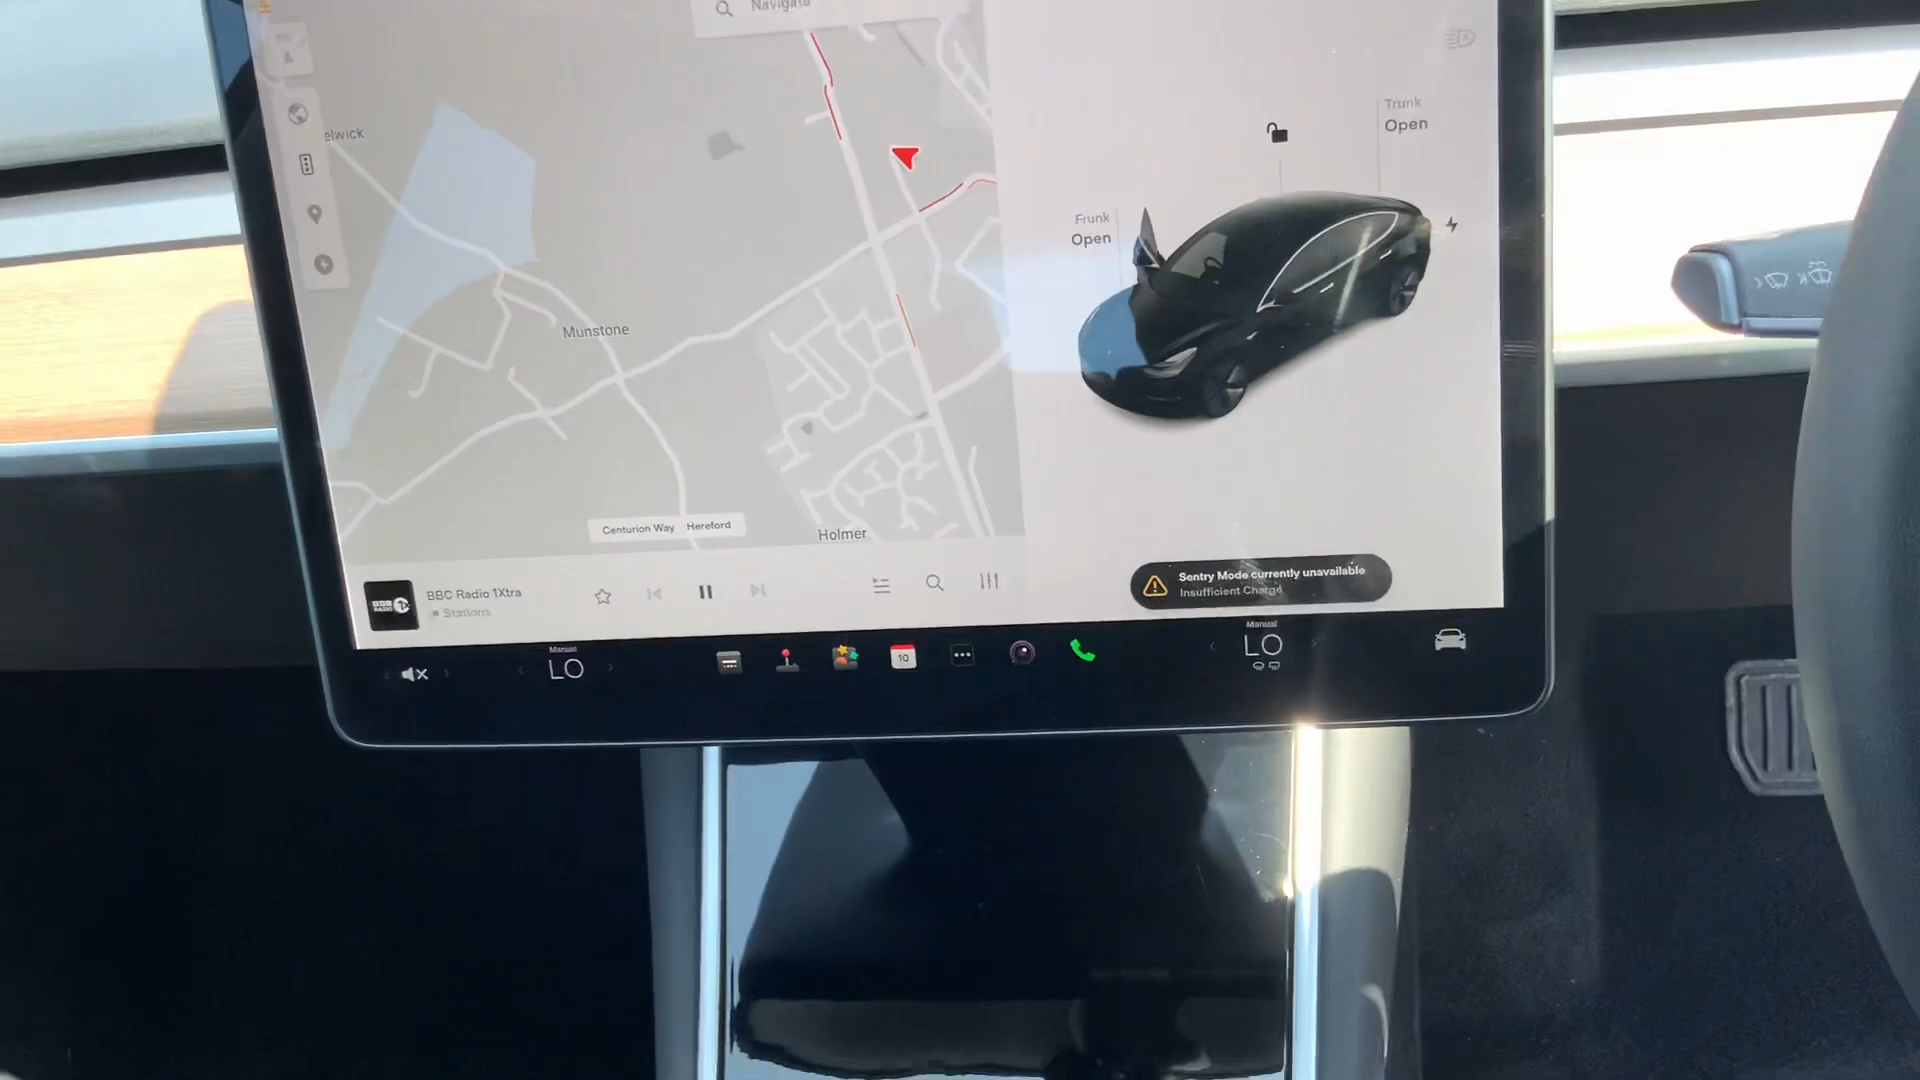 Navigate
elwick
Trunk
Open
Frunk
Open
Munstone
Centurion Way Hereford
Holmer
BBC Radio 1Xtra
Stations
Sentry Mode currently unavailable
Insufficient Charge
Manual
LO
10
Manual
LO